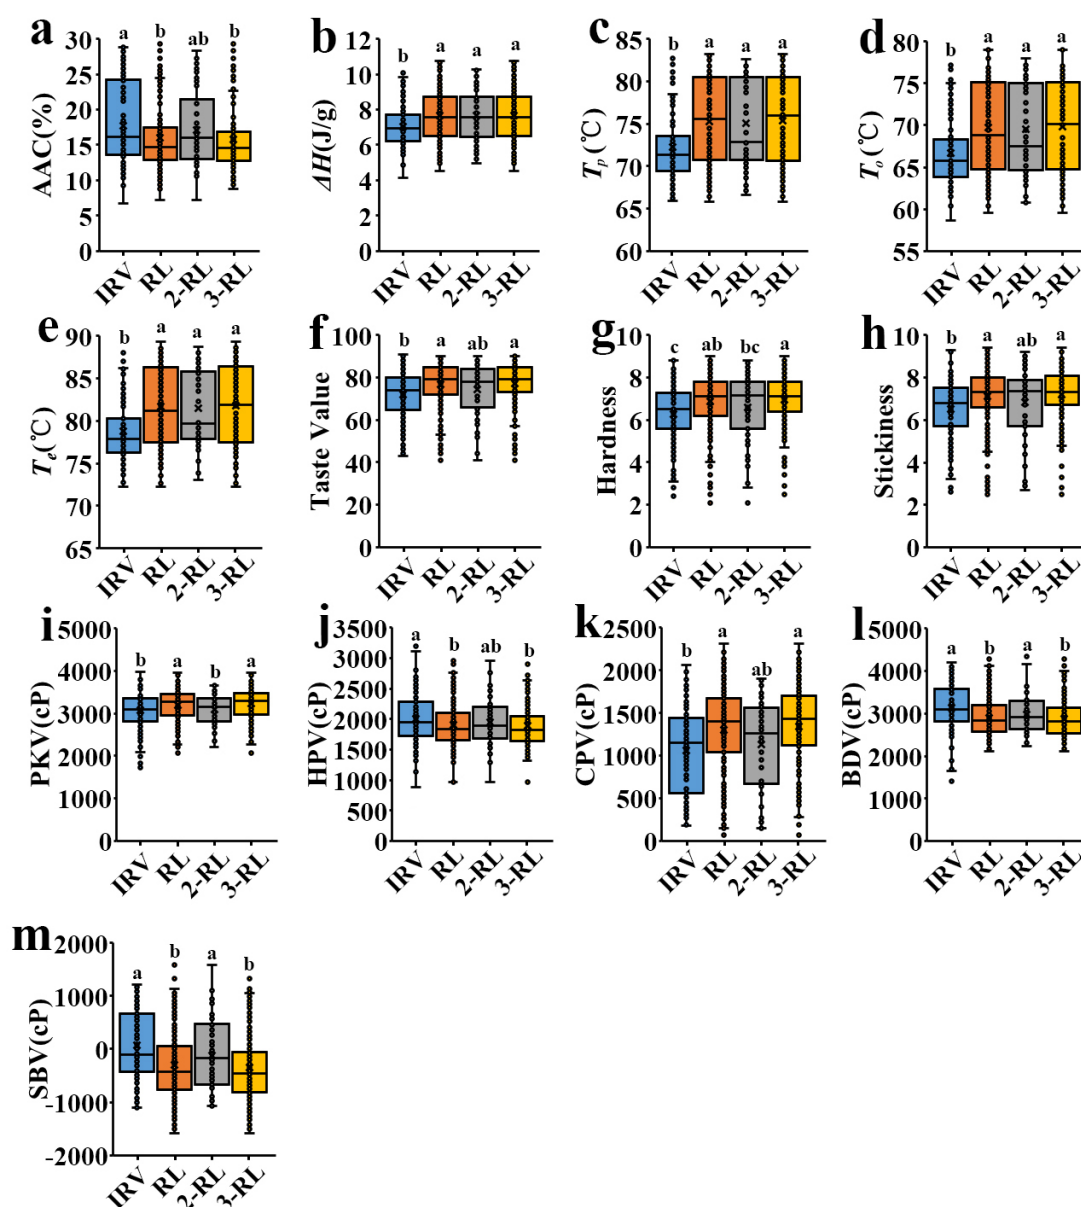 a
AAC(%)
30
25
20
15
10
5
0
a
b
ab
b
IRV
RL
2-RL
3-RL
b
ΔH(J/g)
12
10
8
6
4
2
0
b
a
a
a
IRV
RL
2-RL
3-RL
c
Tp(℃)
85
80
75
70
65
60
b
a
a
a
IRV
RL
2-RL
3-RL
d
To(℃)
80
75
70
65
60
55
b
a
a
a
IRV
RL
2-RL
3-RL
e
Te(℃)
90
85
80
75
70
65
b
a
a
a
IRV
RL
2-RL
3-RL
f
Taste Value
100
80
60
40
20
0
b
a
ab
a
IRV
RL
2-RL
3-RL
g
Hardness
10
8
6
4
2
0
c
ab
bc
a
IRV
RL
2-RL
3-RL
h
Stickiness
10
8
6
4
2
0
b
a
ab
a
IRV
RL
2-RL
3-RL
i
PKV(cP)
5000
4000
3000
2000
1000
0
b
a
b
a
IRV
RL
2-RL
3-RL
j
HPV(cP)
3500
3000
2500
2000
1500
1000
500
0
a
b
ab
b
IRV
RL
2-RL
3-RL
k
CPV(cP)
2500
2000
1500
1000
500
0
b
a
ab
a
IRV
RL
2-RL
3-RL
l
BDV(cP)
5000
4000
3000
2000
1000
0
a
b
a
b
IRV
RL
2-RL
3-RL
m
SBV(cP)
2000
1000
0
-1000
-2000
a
b
a
b
IRV
RL
2-RL
3-RL